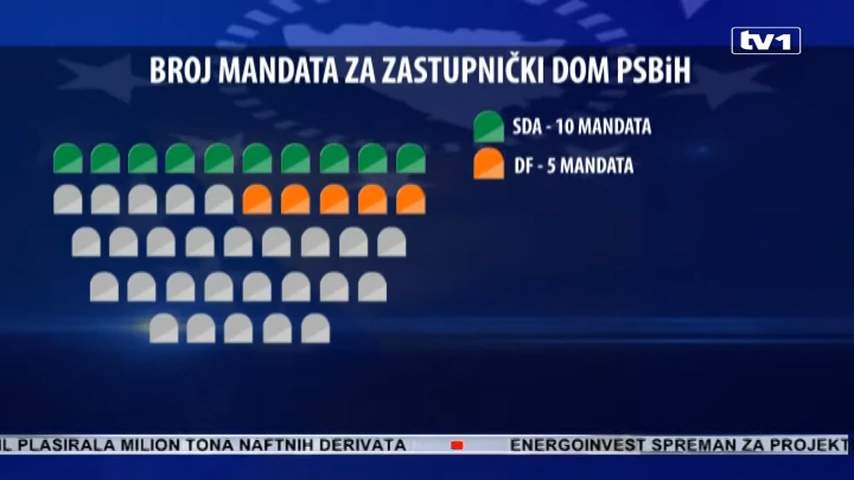 tv1
BROJ MANDATA ZA ZASTUPNIČKI DOM PSBiH
SDA - 10 MANDATA
DF - 5 MANDATA
PLASIRALA MILION TONA NAFTNIH DERIVATA ENERGOINVEST SPREMAN ZA PROJEKT